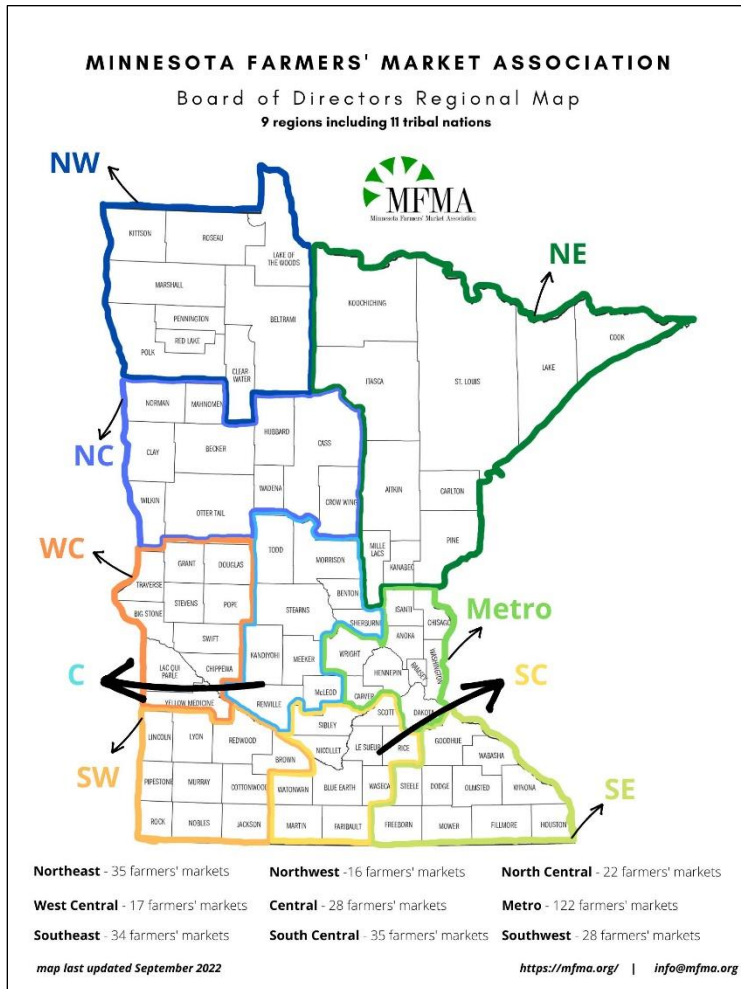 MINNESOTA FARMERS' MARKET ASSOCIATION
Board of Directors Regional Map
9 regions including 11 tribal nations
NW
MFMA
Minnesota Farmers' Market Association
KITTSON
ROSEAU
LAKE OF
THE WOODS
NE
MARSHALL
KOOCHICHING
PENNINGTON
BELTRAMI
RED LAKE
COOK
POLK
CLEAR
WATER
ITASCA
ST. LOUIS
LAKE
NORMAN
MAHNOMEN
HUBBARD
CASS
NC
CLAY
BECKER
WADENA
AITKIN
CARLTON
WILKIN
OTTER TAIL
CROW WING
PINE
WC
TODD
MORRISON
MILLE
LACS
KANABEC
GRANT
DOUGLAS
TRAVERSE
BENTON
ISANTI
Metro
BIG STONE
STEVENS
POPE
STEARNS
SHERBURNE
CHISAGO
ANOKA
SWIFT
KANDIYOHI
MEEKER
WRIGHT
WASHINGTON
HENNEPIN
RAMSEY
C
LAC QUI
PARLE
CHIPPEWA
McLEOD
CARVER
SC
YELLOW MEDICINE
RENVILLE
SCOTT
DAKOTA
SIBLEY
LINCOLN
LYON
REDWOOD
NICOLLET
LE SUEUR
RICE
GOODHUE
WABASHA
SW
BROWN
PIPESTONE
MURRAY
COTTONWOOD
WATONWAN
BLUE EARTH
WASECA
STEELE
DODGE
OLMSTED
WINONA
SE
ROCK
NOBLES
JACKSON
MARTIN
FARIBAULT
FREEBORN
MOWER
FILLMORE
HOUSTON
Northeast - 35 farmers' markets
Northwest -16 farmers' markets
North Central - 22 farmers' markets
West Central - 17 farmers' markets
Central - 28 farmers' markets
Metro - 122 farmers' markets
Southeast - 34 farmers' markets
South Central - 35 farmers' markets
Southwest - 28 farmers' markets
map last updated September 2022
https://mfma.org/ | info@mfma.org